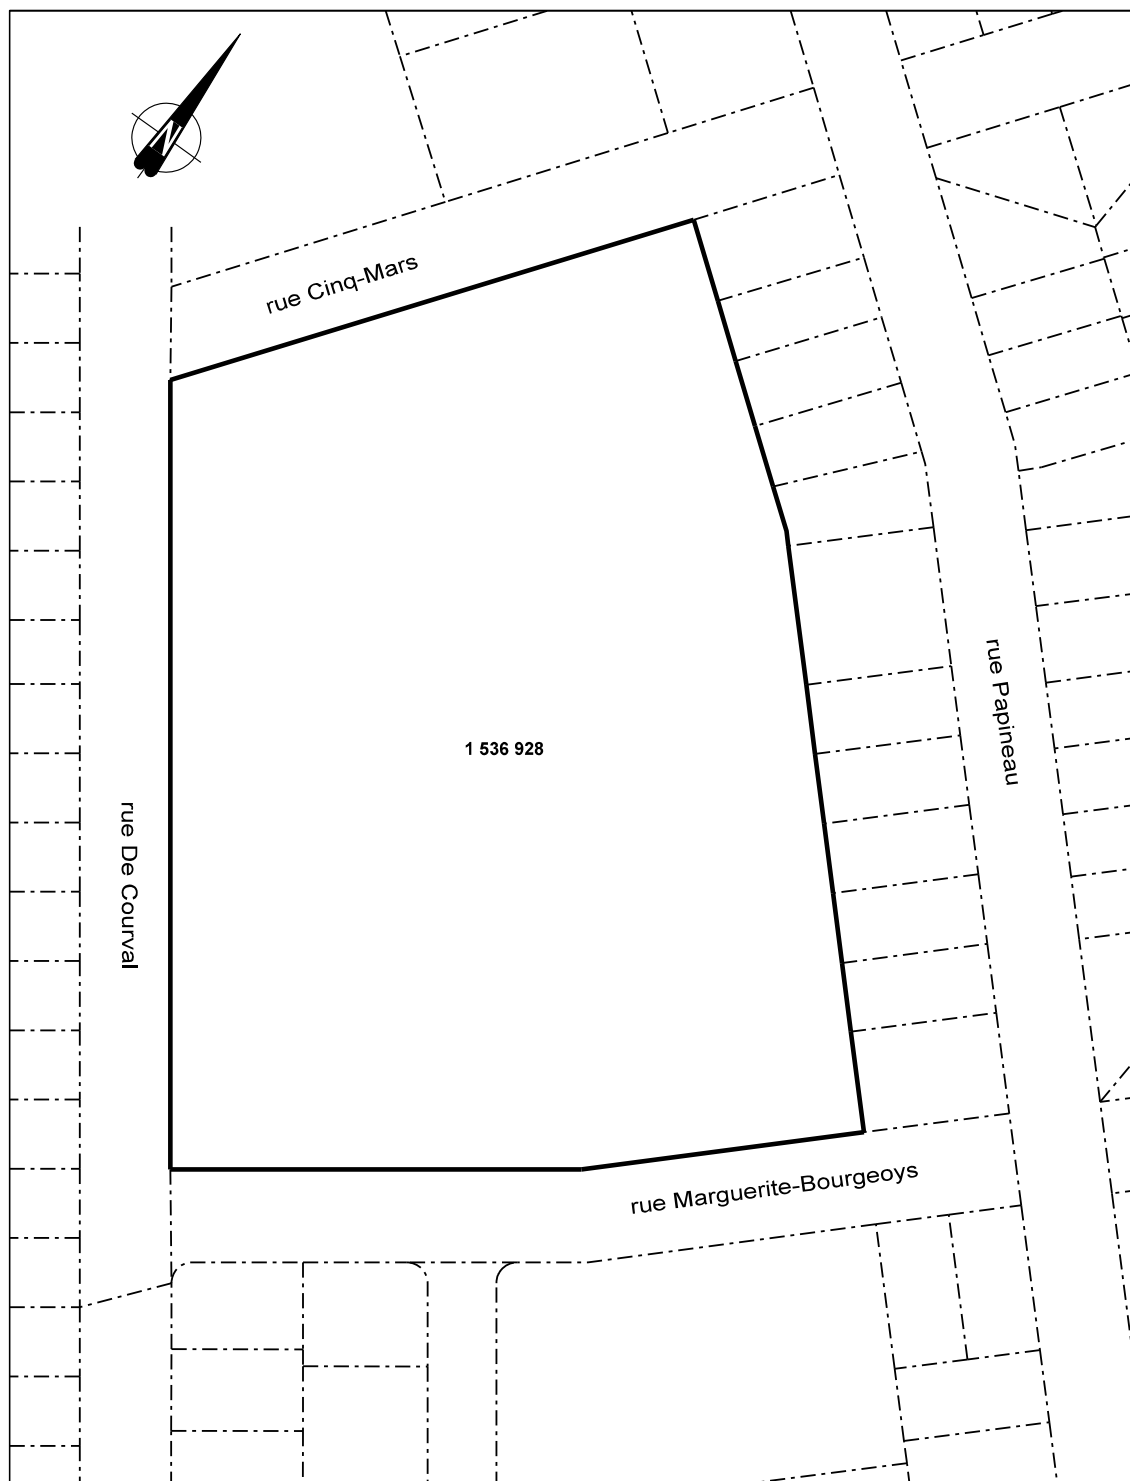 N
rue Cinq-Mars
rue Papineau
1 536 928
rue De Courval
rue Marguerite-Bourgeoys